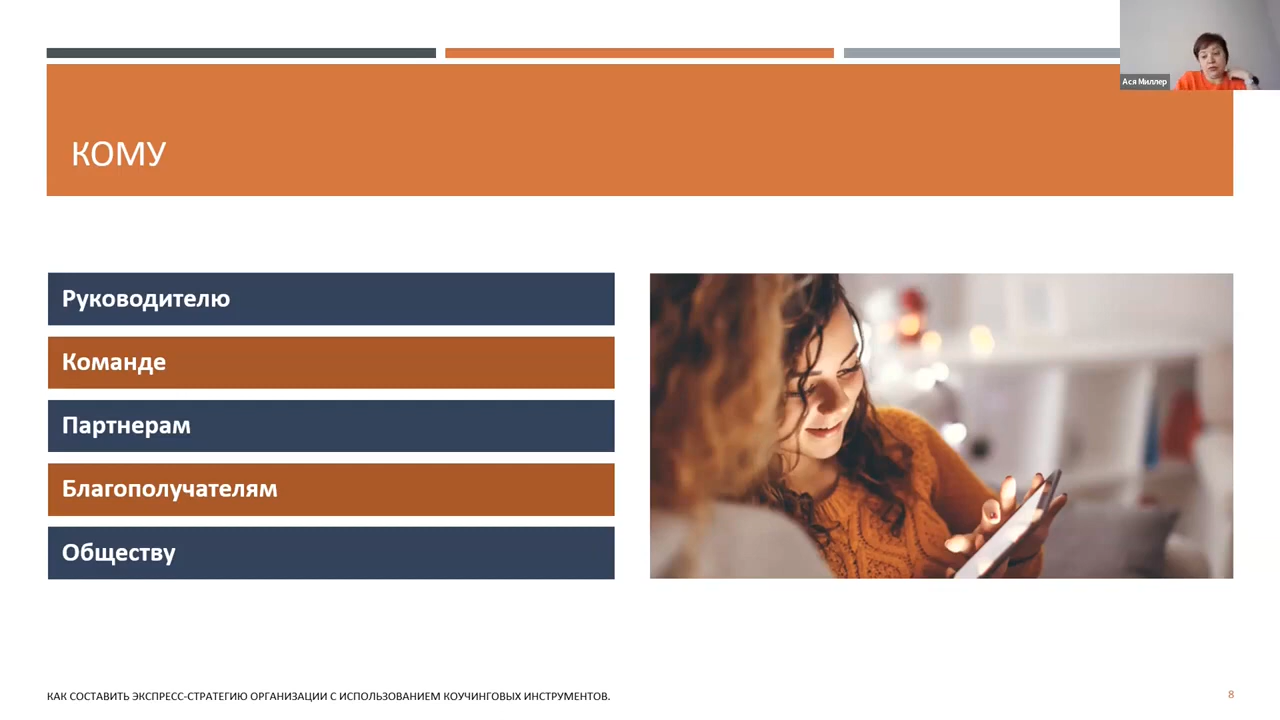 Ася Миллер
КОМУ
Руководителю
Команде
Партнерам
Благополучателям
Обществу
КАК СОСТАВИТЬ ЭКСПРЕСС-СТРАТЕГИЮ ОРГАНИЗАЦИИ С ИСПОЛЬЗОВАНИЕМ КОУЧИНГОВЫХ ИНСТРУМЕНТОВ.
8